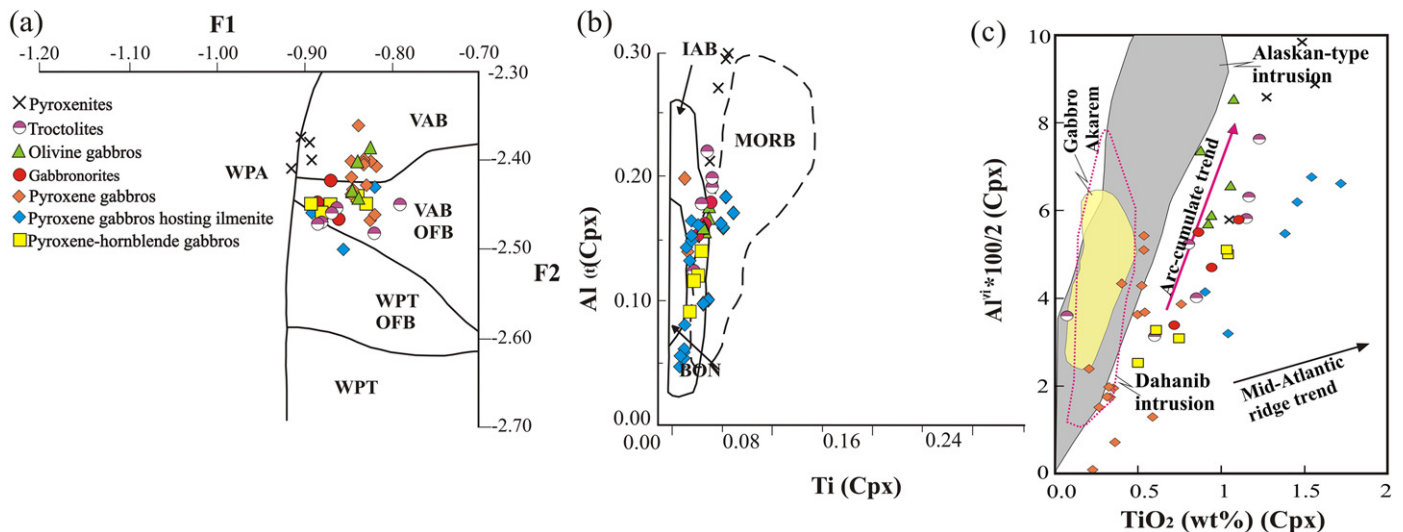 (a)
F1
-1.20 -1.10 -1.00 -0.90 -0.80 -0.70
-2.30
-2.40
-2.50
-2.60
-2.70
F2
Pyroxenites
Troctolites
Olivine gabbros
Gabbronorites
Pyroxene gabbros
Pyroxene gabbros hosting ilmenite
Pyroxene-hornblende gabbros
VAB
WPA
VAB
OFB
WPT
OFB
WPT
(b)
0.30
0.20
0.10
0.00
Al (t)(Cpx)
IAB
MORB
BON
0.00 0.08 0.16 0.24
Ti (Cpx)
(c)
10
8
6
4
2
0
Alᵛⁱ*100/2 (Cpx)
Alaskan-type
intrusion
Gabbro
Akarem
Arc-cumulate trend
Dahanib
intrusion
Mid-Atlantic
ridge trend
0.0 0.5 1 1.5 2
TiO₂ (wt%) (Cpx)